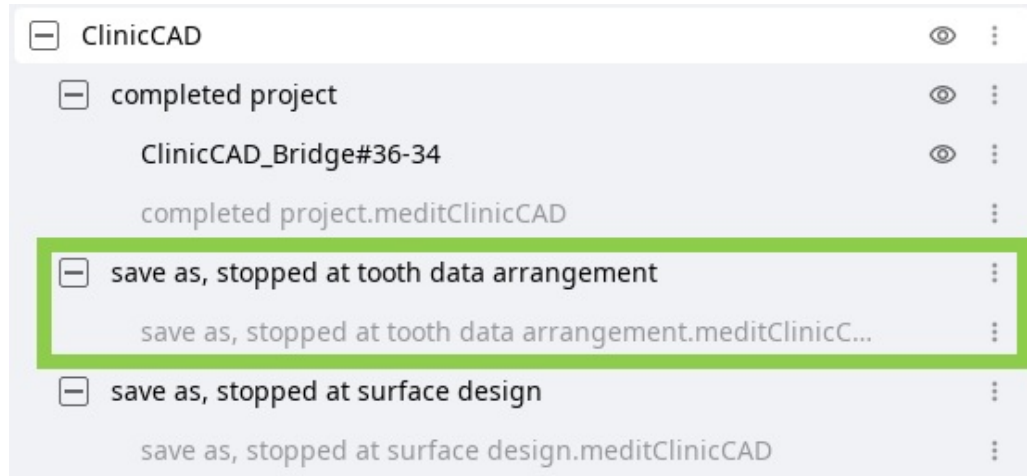 ClinicCAD
completed project
ClinicCAD_Bridge#36-34
completed project.meditClinicCAD
save as, stopped at tooth data arrangement
save as, stopped at tooth data arrangement.meditClinicC...
save as, stopped at surface design
save as, stopped at surface design.meditClinicCAD